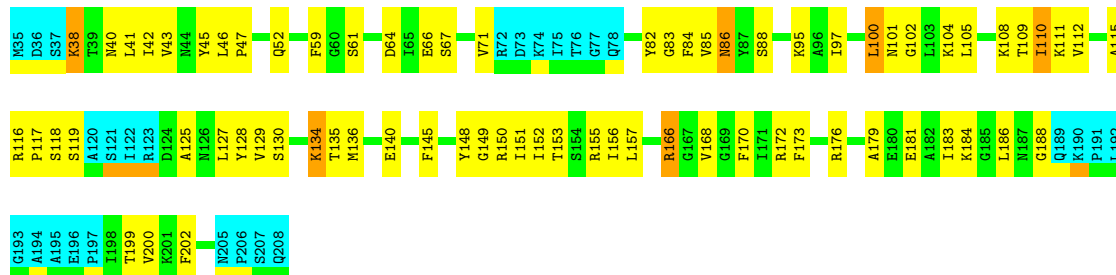 M35 D36 S37 K38 T39 N40 L41 I42 V43 N44 Y45 L46 P47 Q52 F59 G60 S61 D64 I65 E66 S67 V71 R72 D73 K74 I75 T76 G77 Q78 Y82 G83 F84 V85 N86 Y87 S88 K95 A96 I97 L100 N101 G102 L103 K104 L105 K108 T109 I110 K111 V112 A115
R116 P117 S118 S119 A120 S121 I122 R123 D124 A125 N126 L127 Y128 V129 S130 K134 T135 M136 E140 F145 Y148 G149 R150 I151 I152 T153 S154 R155 I156 L157 R166 G167 V168 G169 F170 I171 R172 F173 R176 A179 E180 E181 A182 I183 K184 G185 L186 N187 G188 Q189 K190 P191 L192
G193 A194 A195 E196 P197 I198 T199 V200 K201 F202 N205 P206 S207 Q208